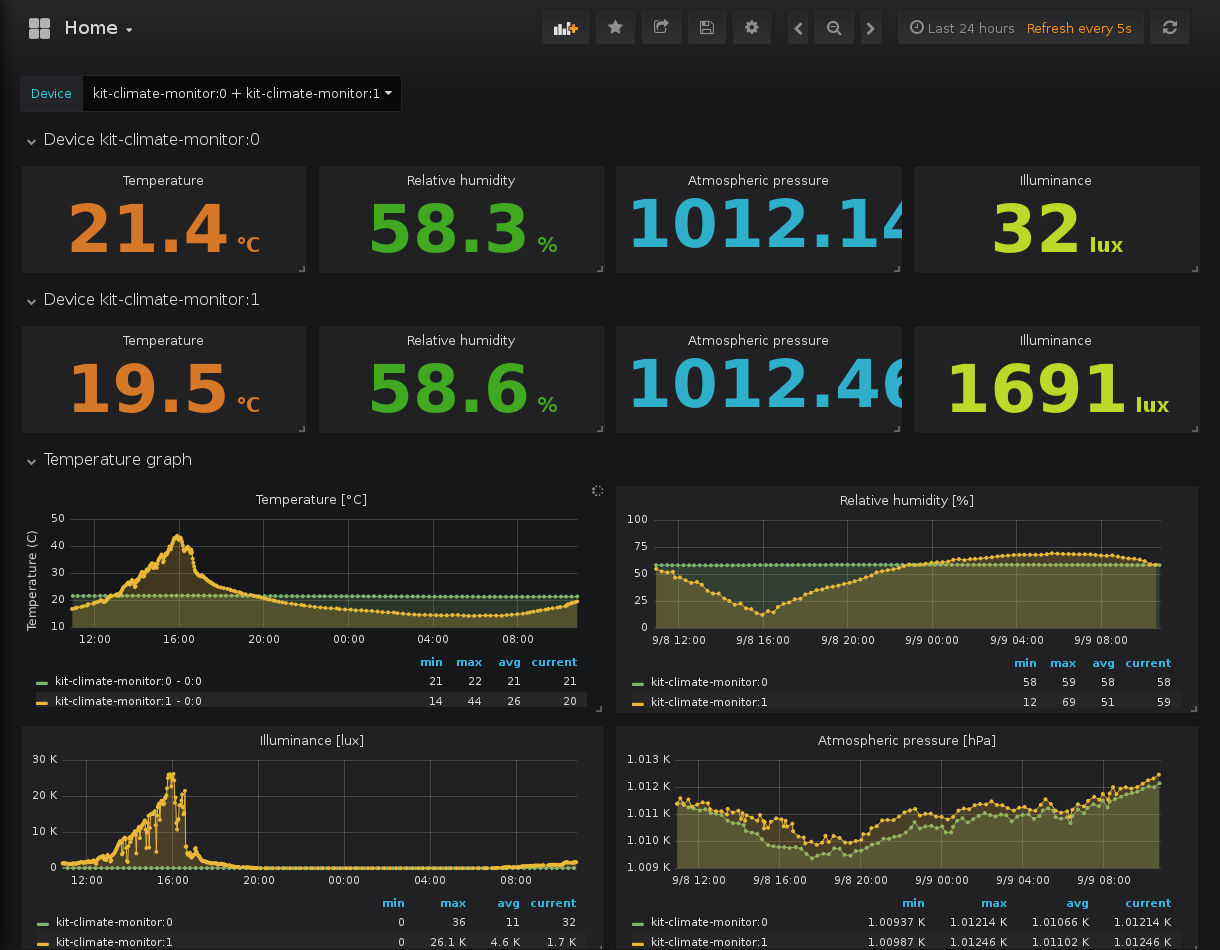 Home
Last 24 hours Refresh every 5s
Device kit-climate-monitor:0 + kit-climate-monitor:1
Device kit-climate-monitor:0
Temperature Relative humidity Atmospheric pressure Illuminance
21.4 °C 58.3 % 1012.14 32 lux
Device kit-climate-monitor:1
Temperature Relative humidity Atmospheric pressure Illuminance
19.5 °C 58.6 % 1012.46 1691 lux
Temperature graph
Temperature [°C]
Temperature (C)
50
40
30
20
10
12:00 16:00 20:00 00:00 04:00 08:00
min max avg current
kit-climate-monitor:0 - 0:0 21 22 21 21
kit-climate-monitor:1 - 0:0 14 44 26 20
Relative humidity [%]
100
75
50
25
0
9/8 12:00 9/8 16:00 9/8 20:00 9/9 00:00 9/9 04:00 9/9 08:00
min max avg current
kit-climate-monitor:0 58 59 58 58
kit-climate-monitor:1 12 69 51 59
Illuminance [lux]
30 K
20 K
10 K
0
12:00 16:00 20:00 00:00 04:00 08:00
min max avg current
kit-climate-monitor:0 0 36 11 32
kit-climate-monitor:1 0 26.1 K 4.6 K 1.7 K
Atmospheric pressure [hPa]
1.013 K
1.012 K
1.011 K
1.010 K
1.009 K
9/8 12:00 9/8 16:00 9/8 20:00 9/9 00:00 9/9 04:00 9/9 08:00
min max avg current
kit-climate-monitor:0 1.00937 K 1.01214 K 1.01066 K 1.01214 K
kit-climate-monitor:1 1.00987 K 1.01246 K 1.01102 K 1.01246 K